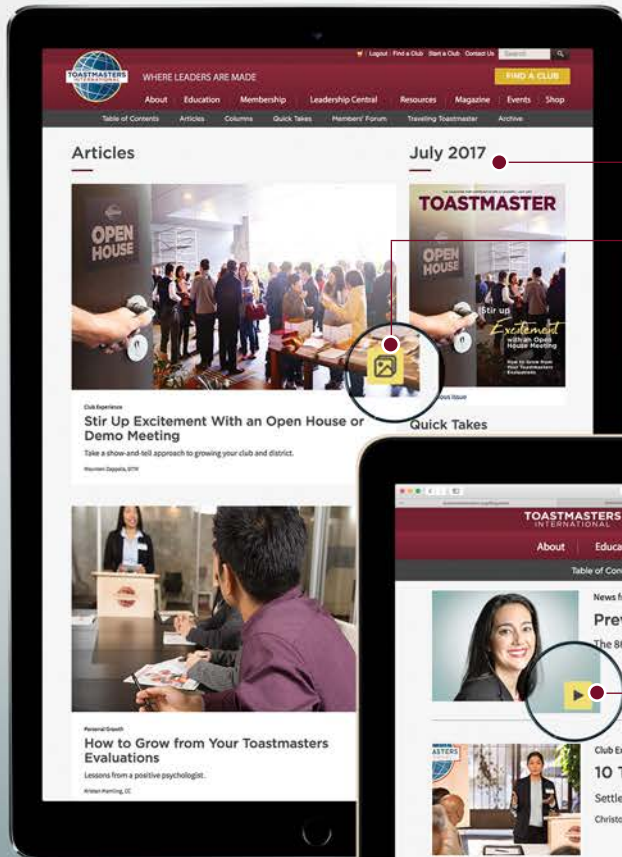 Logout Find a Club Start a Club Contact Us Search
TOASTMASTERS
INTERNATIONAL
WHERE LEADERS ARE MADE
FIND A CLUB
About Education Membership Leadership Central Resources Magazine Events Shop
Table of Contents Articles Columns Quick Takes Members' Forum Traveling Toastmaster Archive
Articles
OPEN
HOUSE
Club Experience
Stir Up Excitement With an Open House or
Demo Meeting
Take a show-and-tell approach to growing your club and district.
Maureen Zappala, DTM
Personal Growth
How to Grow from Your Toastmasters
Evaluations
Lessons from a positive psychologist.
July 2017
TOASTMASTER
OPEN
HOUSE
Stir up
Excitement
with an Open
House Meeting
How to Grow from
Your Toastmasters
Evaluations
Issue
Quick Takes
TOASTMASTERS
INTERNATIONAL
About Educa
Table of Con
News f
Pre
The 8
Club E
10 T
Settle
Christo